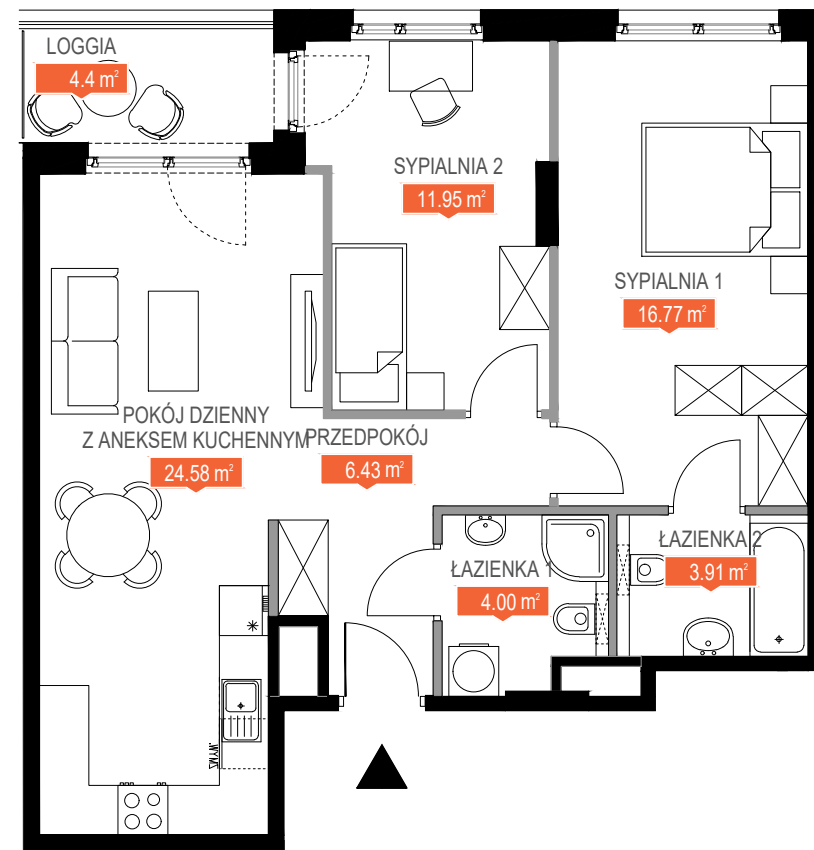 LOGGIA
4.4 m²
SYPIALNIA 2
11.95 m²
SYPIALNIA 1
16.77 m²
POKÓJ DZIENNY
Z ANEKSEM KUCHENNYM
24.58 m²
PRZEDPOKÓJ
6.43 m²
ŁAZIENKA 1
4.00 m²
ŁAZIENKA 2
3.91 m²